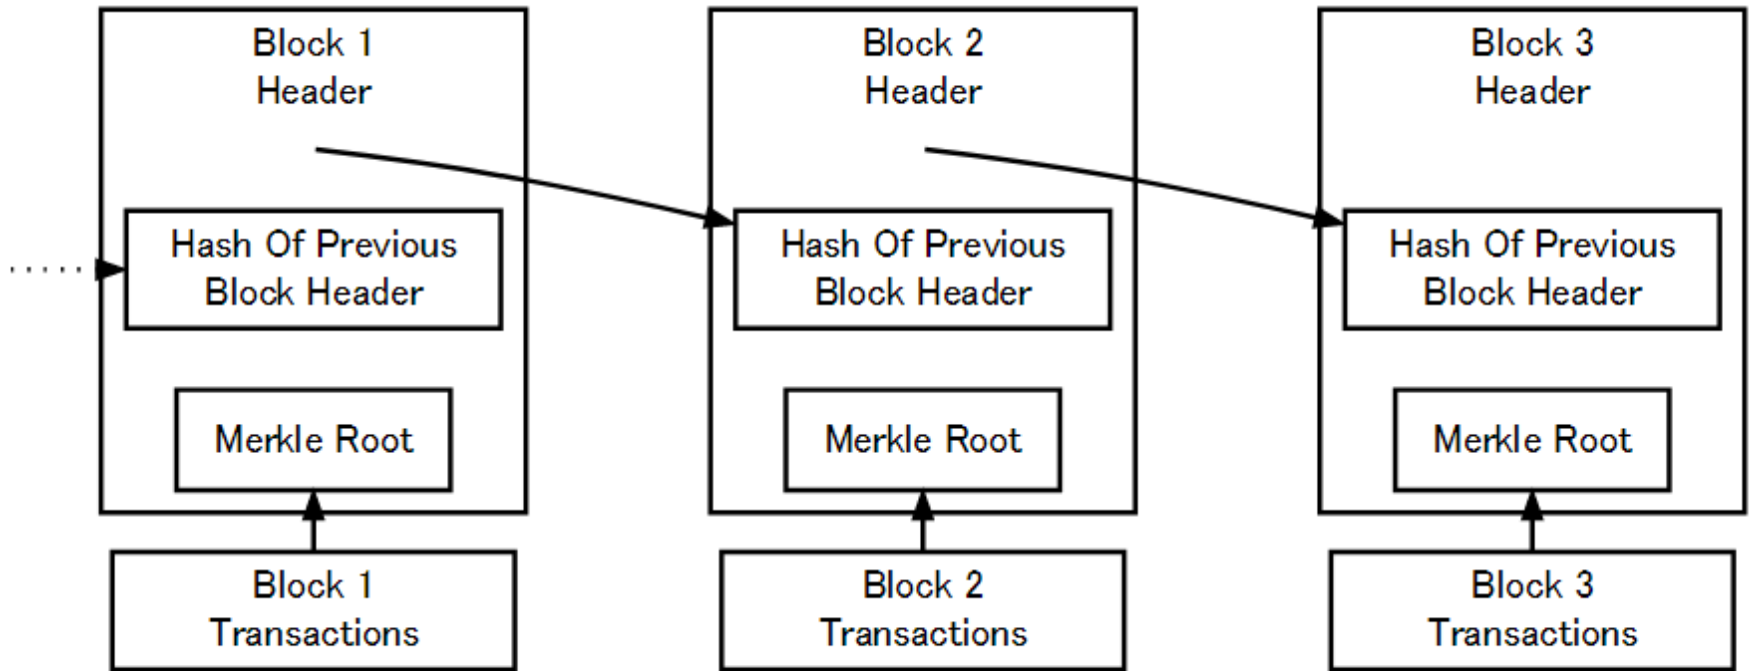 Block 1
Header
Hash Of Previous
Block Header
Merkle Root
Block 1
Transactions
Block 2
Header
Hash Of Previous
Block Header
Merkle Root
Block 2
Transactions
Block 3
Header
Hash Of Previous
Block Header
Merkle Root
Block 3
Transactions